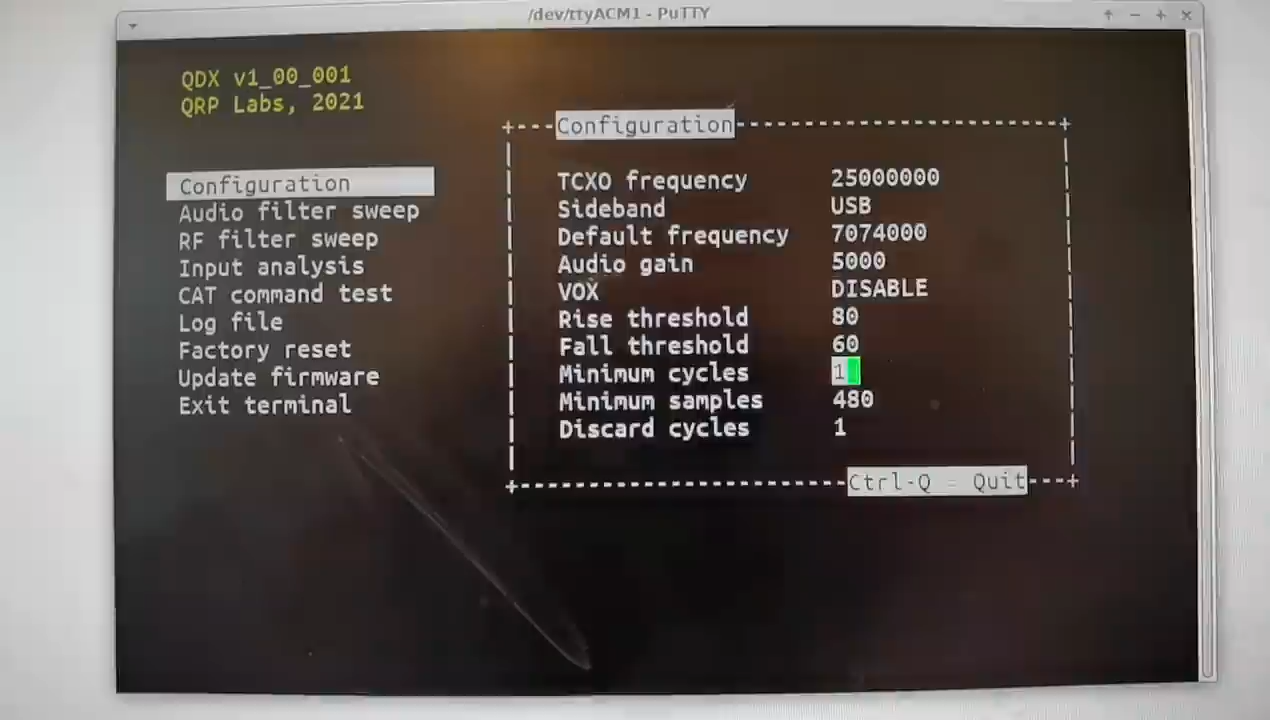 /dev/ttyACM1 - PuTTY
QDX v1_00_001
QRP Labs, 2021
Configuration
Audio filter sweep
RF filter sweep
Input analysis
CAT command test
Log file
Factory reset
Update firmware
Exit terminal
Configuration
TCXO frequency 25000000
Sideband USB
Default frequency 7074000
Audio gain 5000
VOX DISABLE
Rise threshold 80
Fall threshold 60
Minimum cycles 1
Minimum samples 480
Discard cycles 1
Ctrl-Q = Quit